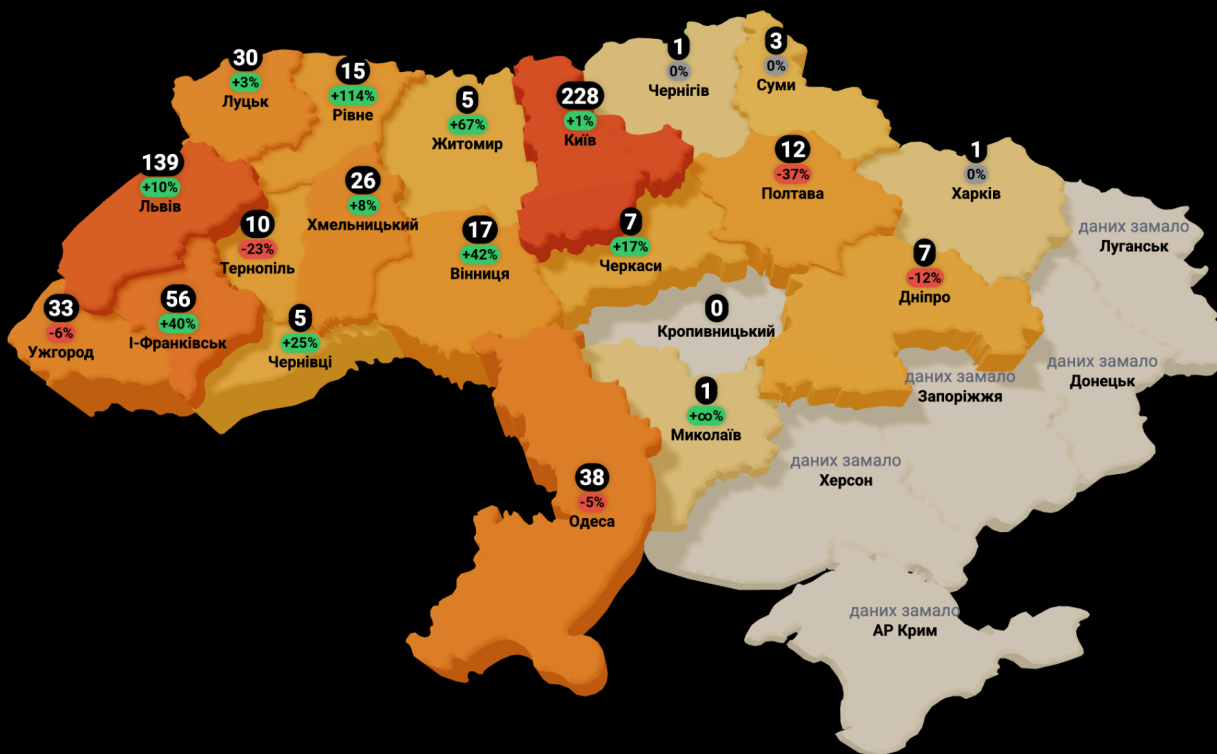 30
+3%
Луцьк
15
+114%
Рівне
5
+67%
Житомир
228
+1%
Київ
1
0%
Чернігів
3
0%
Суми
139
+10%
Львів
26
+8%
Хмельницький
10
-23%
Тернопіль
17
+42%
Вінниця
7
+17%
Черкаси
12
-37%
Полтава
1
0%
Харків
даних замало
Луганськ
33
-6%
Ужгород
56
+40%
І-Франківськ
5
+25%
Чернівці
0
Кропивницький
7
-12%
Дніпро
даних замало
Запоріжжя
даних замало
Донецьк
1
+∞%
Миколаїв
38
-5%
Одеса
даних замало
Херсон
даних замало
АР Крим